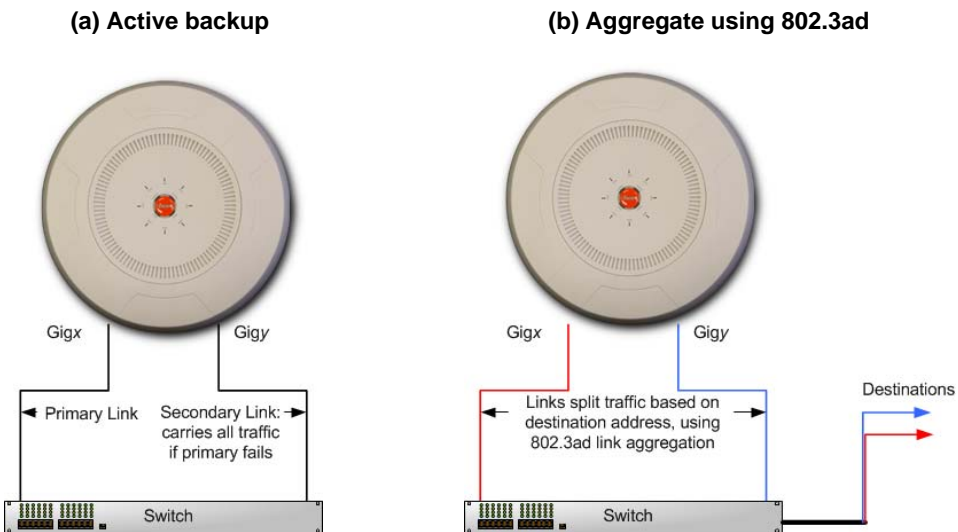 (a) Active backup
(b) Aggregate using 802.3ad
Gigx
Gigy
Primary Link
Secondary Link:
carries all traffic
if primary fails
Switch
Gigx
Gigy
Links split traffic based on
destination address, using
802.3ad link aggregation
Destinations
Switch